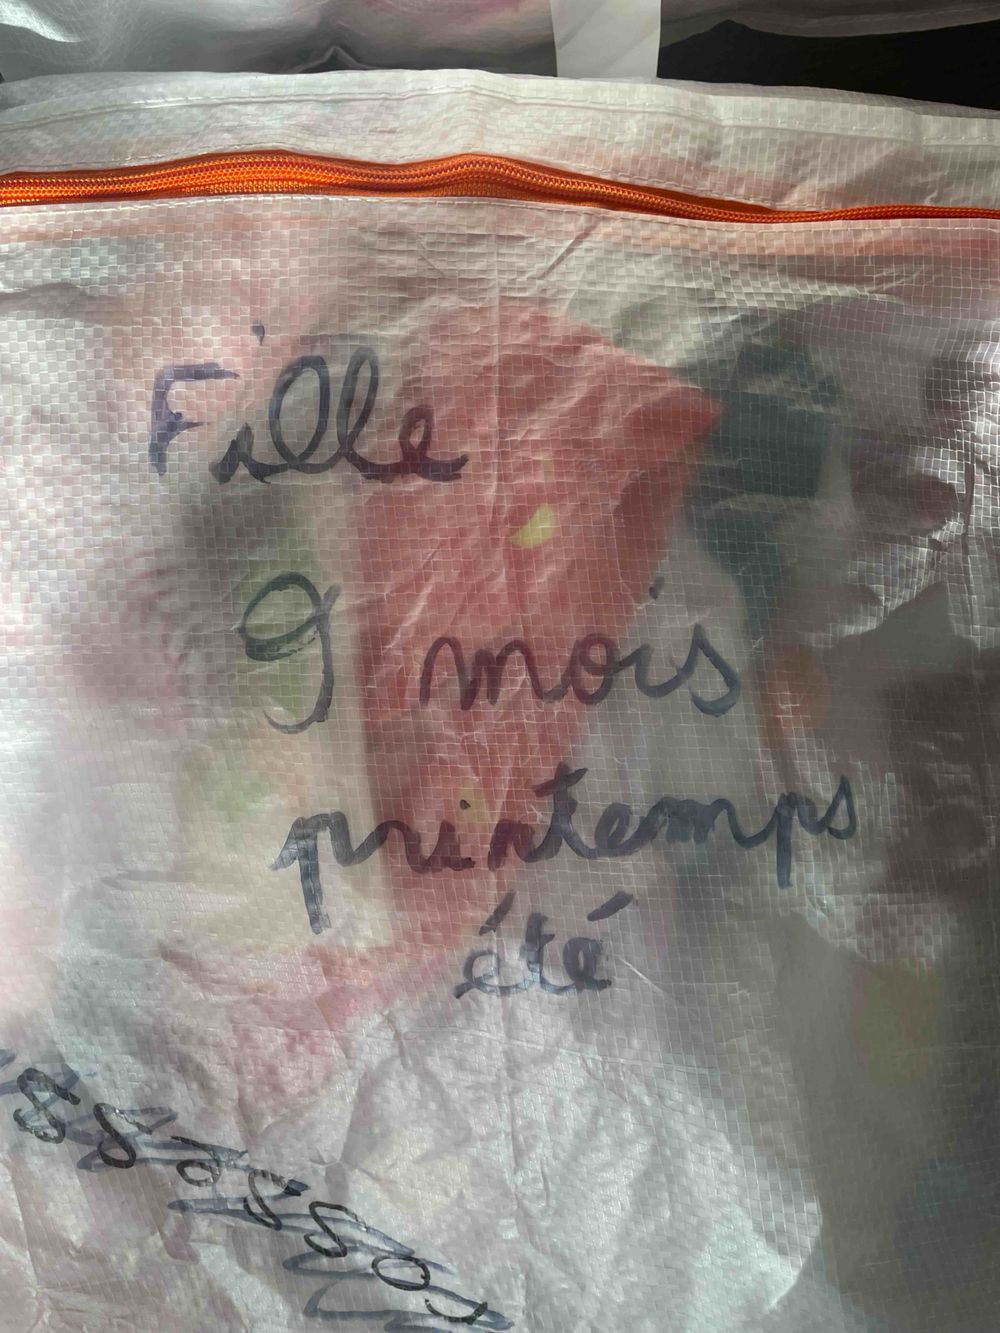 Fille
9 mois
printemps
été